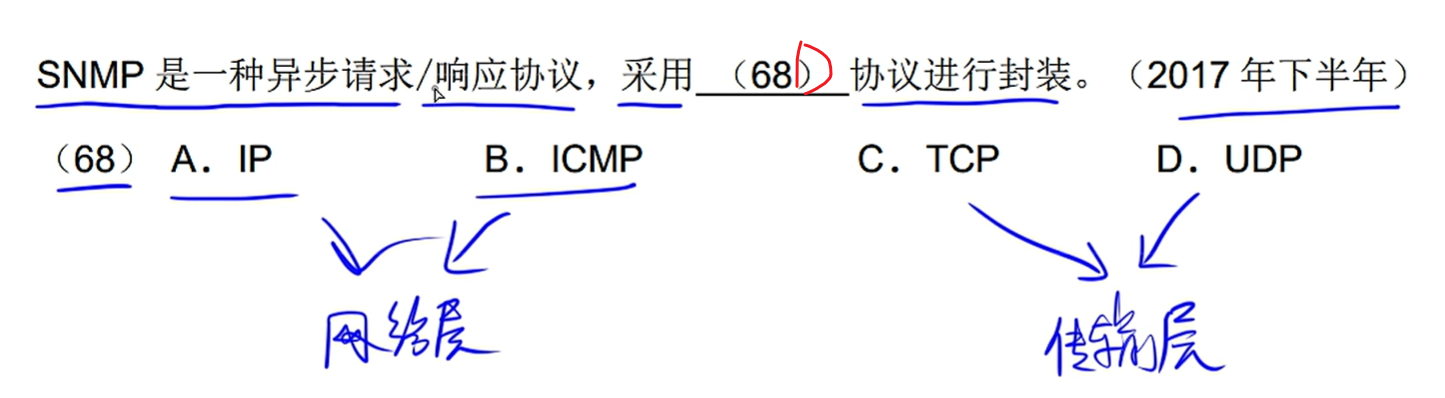 SNMP 是一种异步请求/响应协议，采用 （68） 协议进行封装。（2017 年下半年）
（68） A．IP B．ICMP C．TCP D．UDP
网络层 传输层